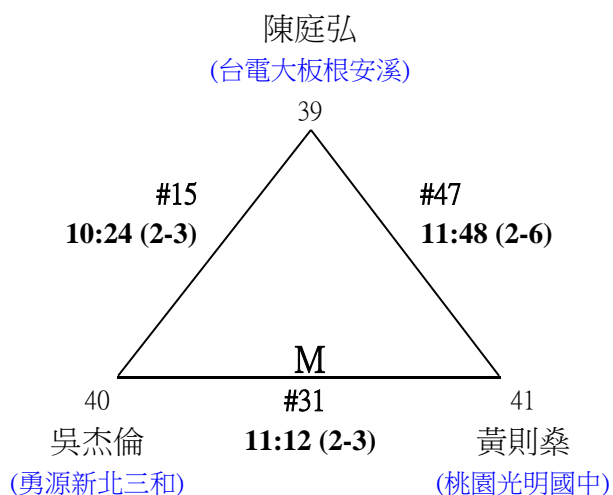 陳庭弘
(台電大板根安溪)
39
#15
#47
10:24 (2-3)
11:48 (2-6)
M
40
#31
41
吳杰倫
11:12 (2-3)
黃則燊
(勇源新北三和)
(桃園光明國中)